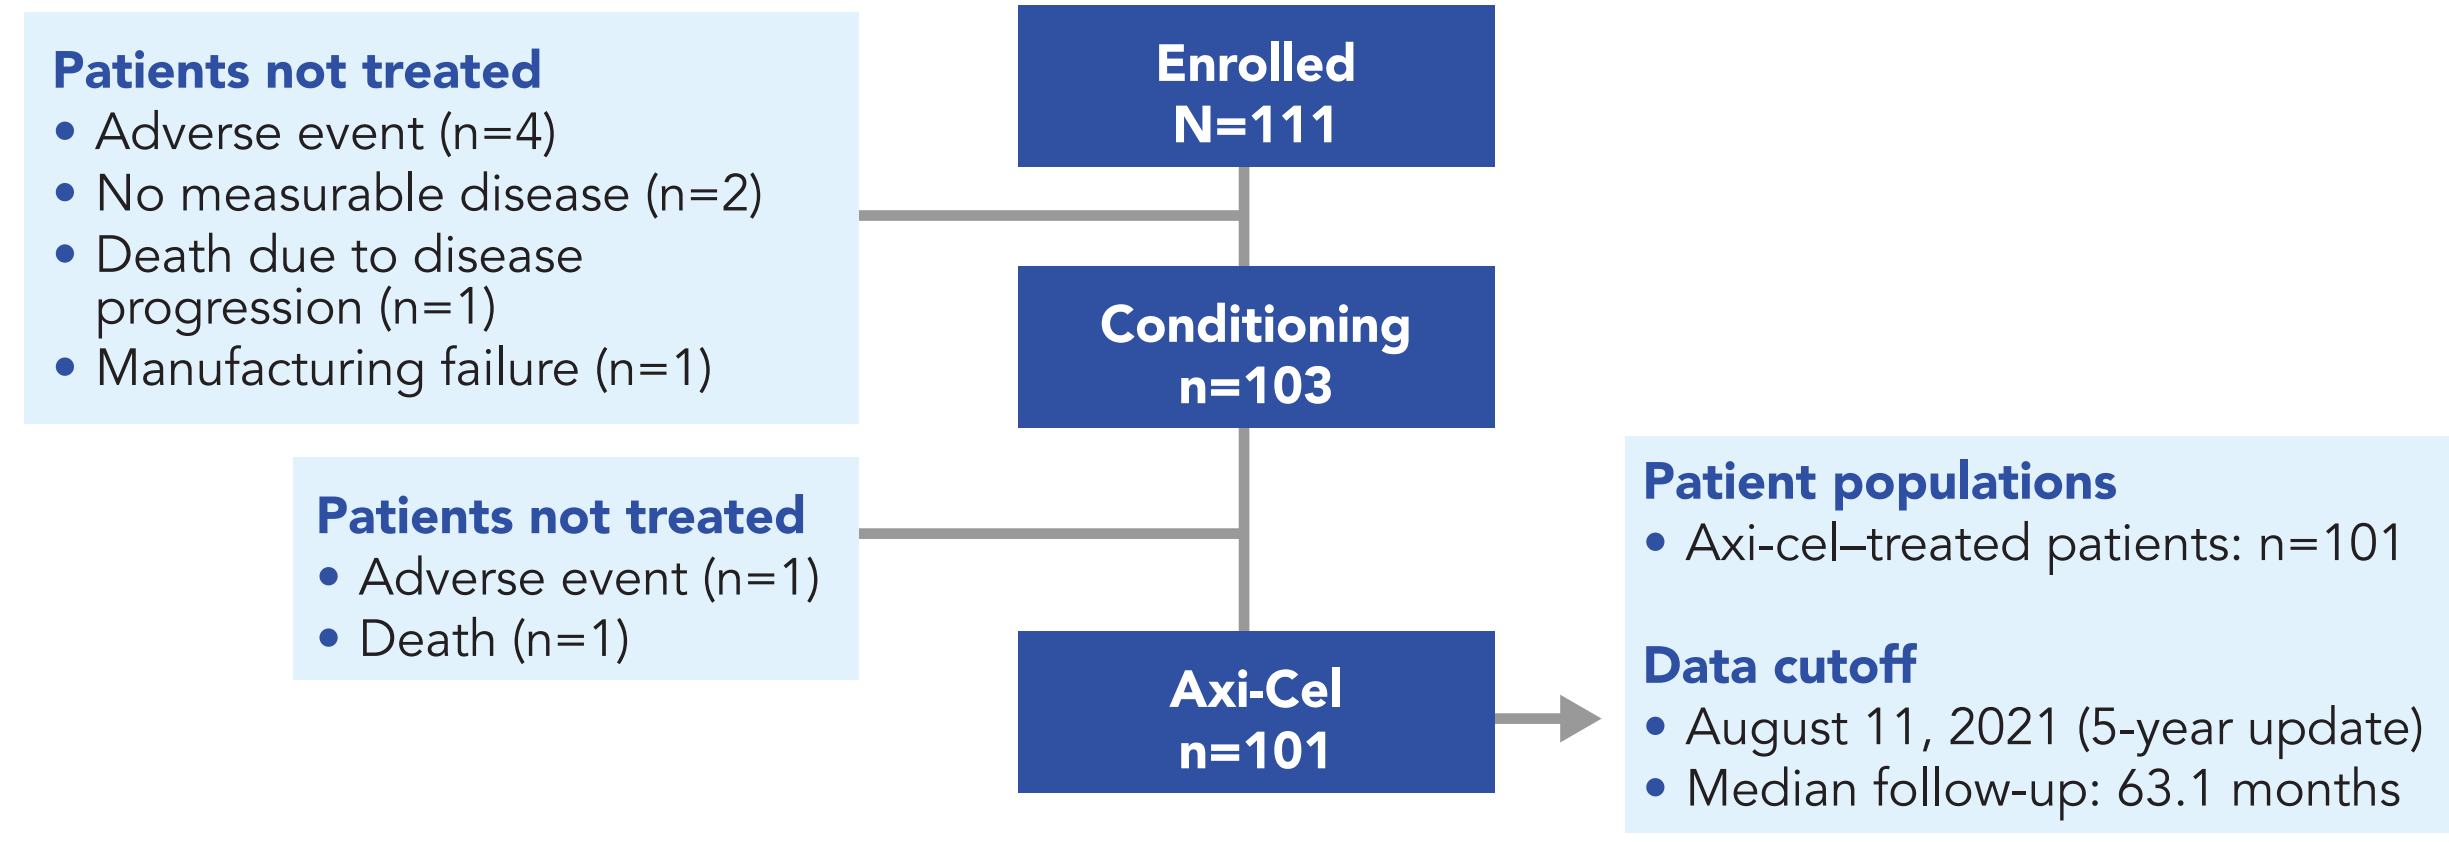 Patients not treated
• Adverse event (n=4)
• No measurable disease (n=2)
• Death due to disease
progression (n=1)
• Manufacturing failure (n=1)
Enrolled
N=111
Conditioning
n=103
Patients not treated
• Adverse event (n=1)
• Death (n=1)
Axi-Cel
n=101
Patient populations
• Axi-cel–treated patients: n=101
Data cutoff
• August 11, 2021 (5-year update)
• Median follow-up: 63.1 months